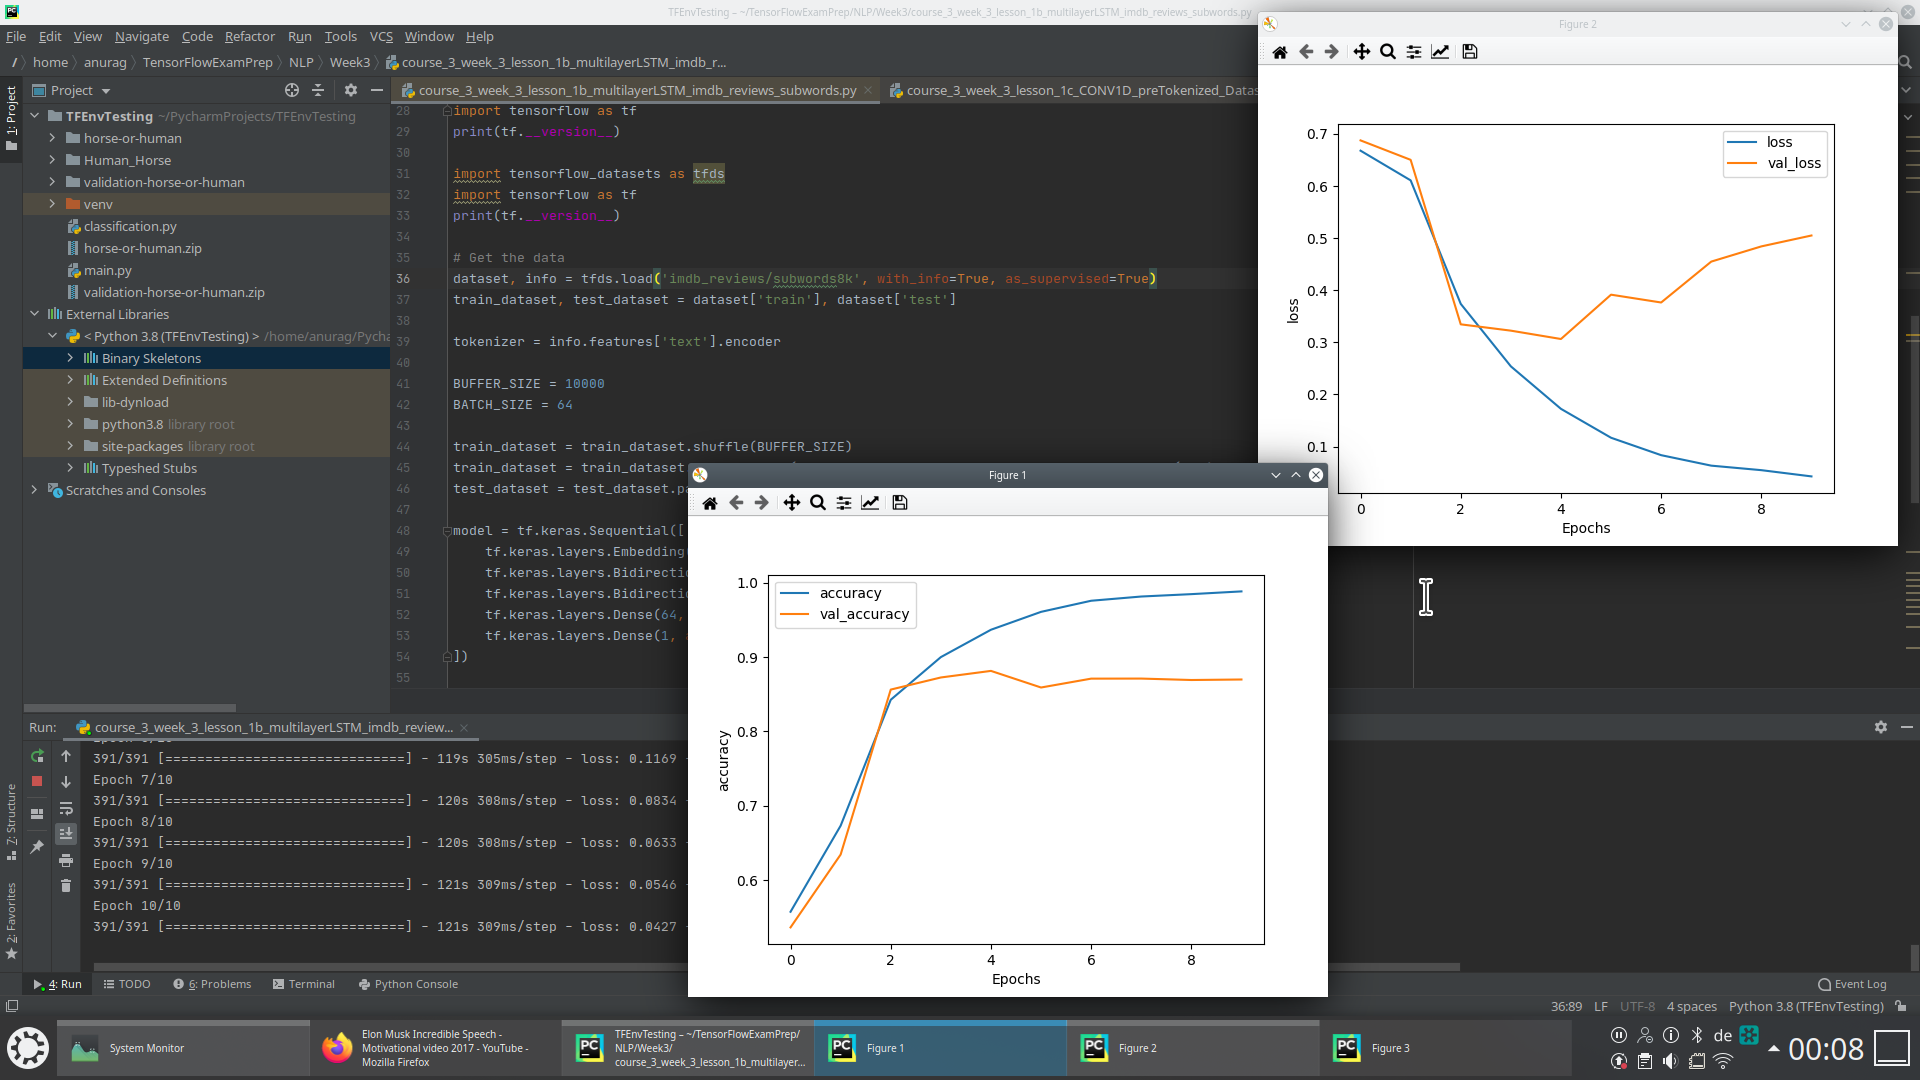 TFEnvTesting – ~/TensorFlowExamPrep/NLP/Week3/course_3_week_3_lesson_1b_multilayerLSTM_imdb_reviews_subwords.py
File Edit View Navigate Code Refactor Run Tools VCS Window Help
/ home anurag TensorFlowExamPrep NLP Week3 course_3_week_3_lesson_1b_multilayerLSTM_imdb_r...
Project
course_3_week_3_lesson_1b_multilayerLSTM_imdb_reviews_subwords.py course_3_week_3_lesson_1c_CONV1D_preTokenized_Datas
1: Project
TFEnvTesting ~/PycharmProjects/TFEnvTesting
horse-or-human
Human_Horse
validation-horse-or-human
venv
classification.py
horse-or-human.zip
main.py
validation-horse-or-human.zip
External Libraries
< Python 3.8 (TFEnvTesting) > /home/anurag/Pycha
Binary Skeletons
Extended Definitions
lib-dynload
python3.8 library root
site-packages library root
Typeshed Stubs
Scratches and Consoles
28 import tensorflow as tf
29 print(tf.__version__)
30
31 import tensorflow_datasets as tfds
32 import tensorflow as tf
33 print(tf.__version__)
34
35 # Get the data
36 dataset, info = tfds.load('imdb_reviews/subwords8k', with_info=True, as_supervised=True)
37 train_dataset, test_dataset = dataset['train'], dataset['test']
38
39 tokenizer = info.features['text'].encoder
40
41 BUFFER_SIZE = 10000
42 BATCH_SIZE = 64
43
44 train_dataset = train_dataset.shuffle(BUFFER_SIZE)
45 train_dataset = train_dataset
46 test_dataset = test_dataset.pa
47
48 model = tf.keras.Sequential([
49 tf.keras.layers.Embedding
50 tf.keras.layers.Bidirecti
51 tf.keras.layers.Bidirecti
52 tf.keras.layers.Dense(64,
53 tf.keras.layers.Dense(1,
54 ])
55
Figure 2
0.7
0.6
0.5
0.4
0.3
0.2
0.1
loss
loss
val_loss
0 2 4 6 8
Epochs
Figure 1
1.0
0.9
0.8
0.7
0.6
accuracy
accuracy
val_accuracy
0 2 4 6 8
Epochs
Run: course_3_week_3_lesson_1b_multilayerLSTM_imdb_review...
391/391 [==============================] - 119s 305ms/step - loss: 0.1169
Epoch 7/10
391/391 [==============================] - 120s 308ms/step - loss: 0.0834
Epoch 8/10
391/391 [==============================] - 120s 308ms/step - loss: 0.0633
Epoch 9/10
391/391 [==============================] - 121s 309ms/step - loss: 0.0546
Epoch 10/10
391/391 [==============================] - 121s 309ms/step - loss: 0.0427
7: Structure
2: Favorites
4: Run TODO 6: Problems Terminal Python Console Event Log
36:89 LF UTF-8 4 spaces Python 3.8 (TFEnvTesting)
System Monitor
Elon Musk Incredible Speech -
Motivational video 2017 - YouTube -
Mozilla Firefox
PC
TFEnvTesting – ~/TensorFlowExamPrep/
NLP/Week3/
course_3_week_3_lesson_1b_multilayer...
PC Figure 1
PC Figure 2
PC Figure 3
de
00:08